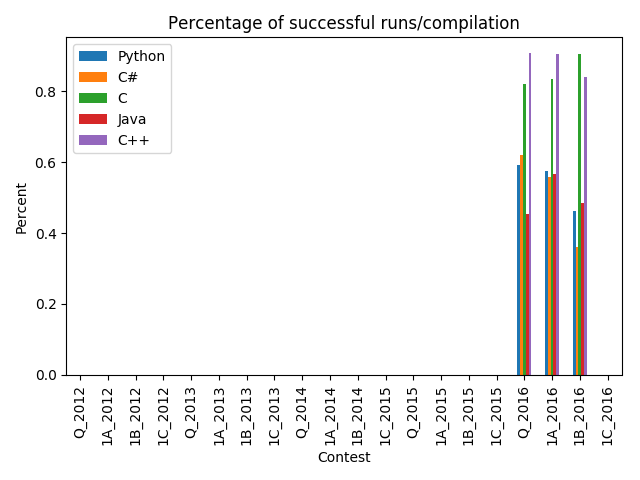 Percentage of successful runs/compilation
Python
C#
C
Java
C++
Percent
0.8
0.6
0.4
0.2
0.0
Q_2012
1A_2012
1B_2012
1C_2012
Q_2013
1A_2013
1B_2013
1C_2013
Q_2014
1A_2014
1B_2014
1C_2015
Q_2015
1A_2015
1B_2015
1C_2015
Q_2016
1A_2016
1B_2016
1C_2016
Contest